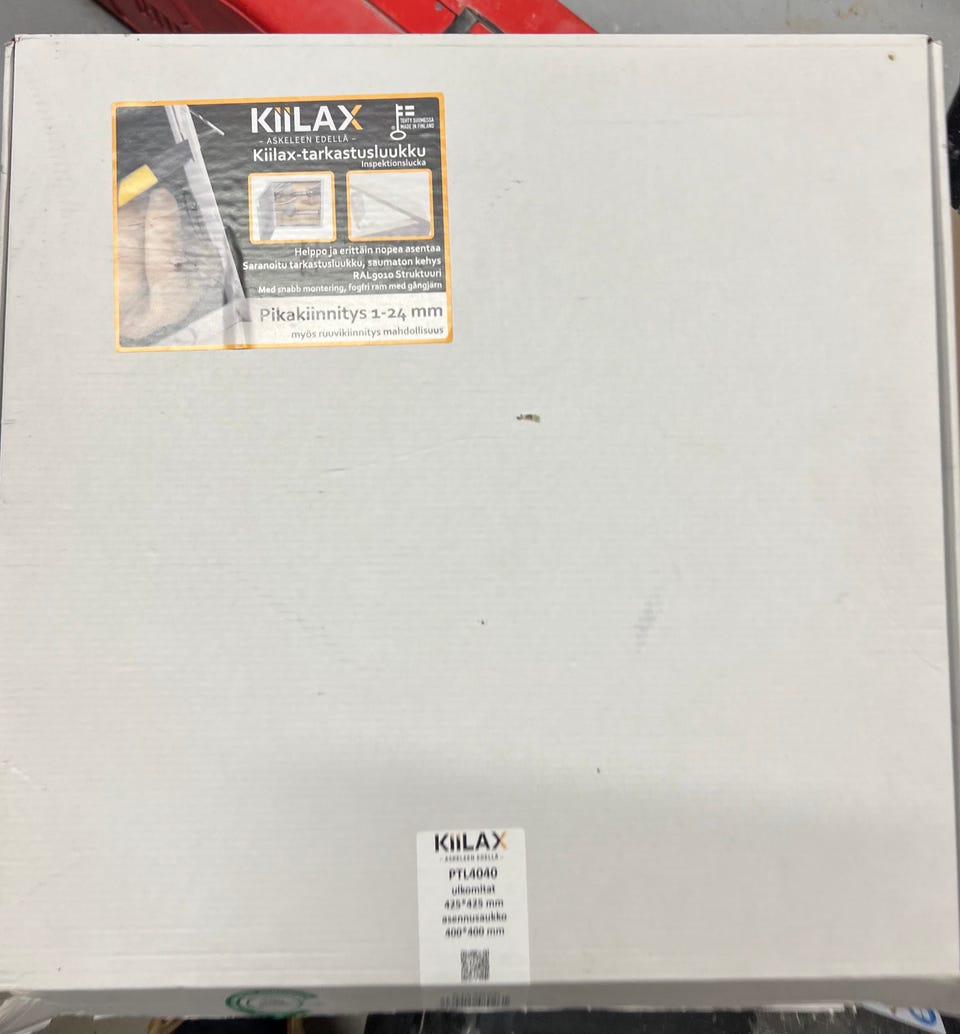 KiiLAX
- ASKELEEN EDELLÄ -
TEHTY SUOMESSA
MADE IN FINLAND
Kiilax-tarkastusluukku
Inspektionslucka
Helppo ja erittäin nopea asentaa
Saranoitu tarkastusluukku, saumaton kehys
RAL9010 Struktuuri
Med snabb montering, fogfri ram med gångjärn
Pikakiinnitys 1-24 mm
myös ruuvikiinnitys mahdollisuus
KiiLAX
- ASKELEEN EDELLÄ -
PTL4040
ulkomitat
425*425 mm
asennusaukko
400*400 mm